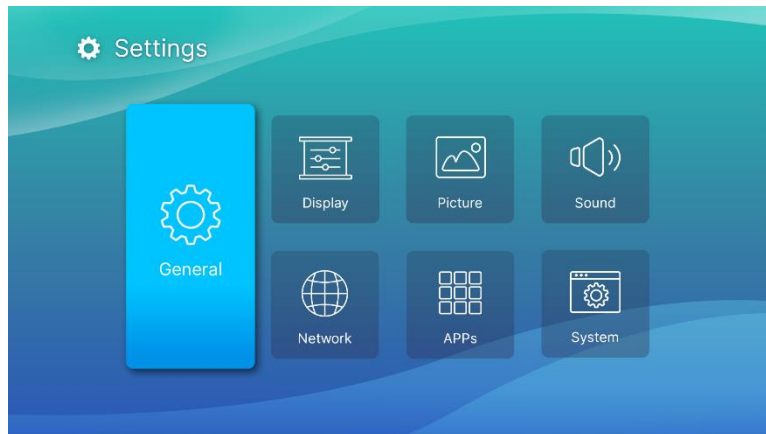 Settings
General
Display
Picture
Sound
Network
APPs
System